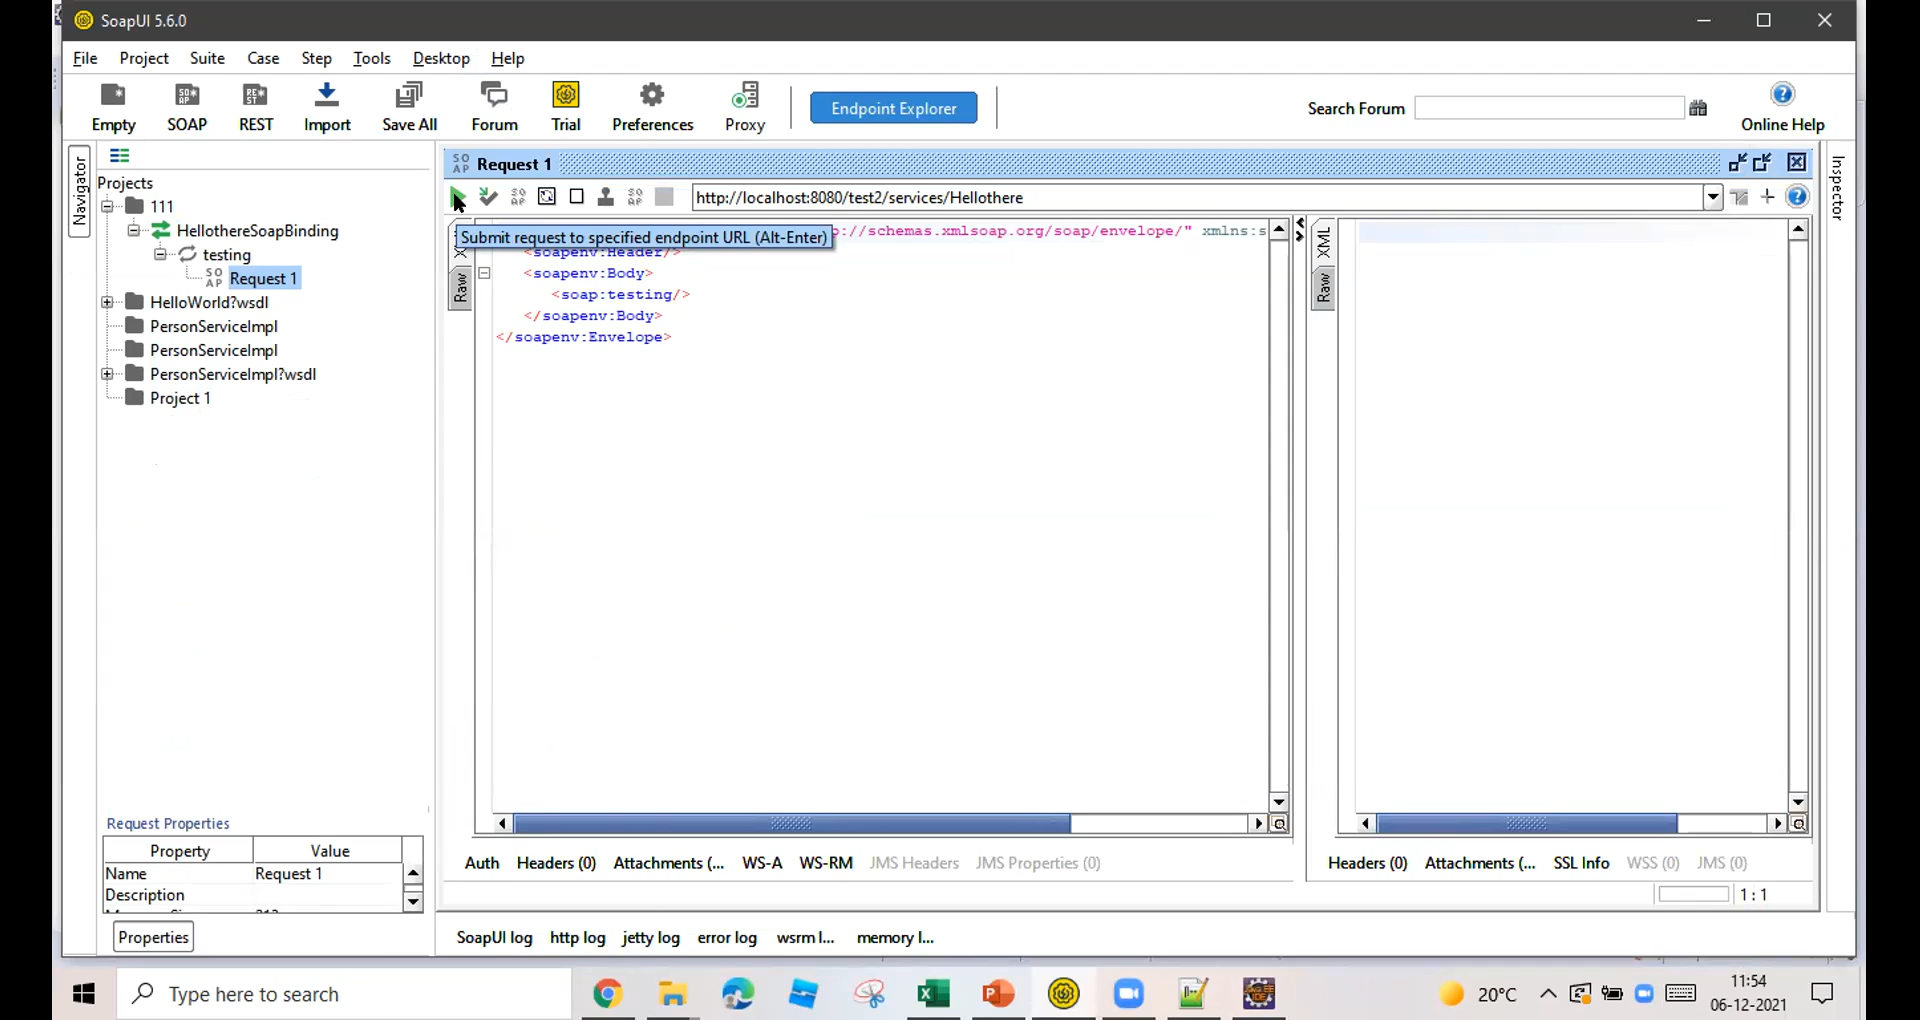 SoapUI 5.6.0
File Project Suite Case Step Tools Desktop Help
Empty SOAP REST Import Save All Forum Trial Preferences Proxy
Endpoint Explorer
Search Forum
Online Help
Navigator
Projects
111
HellothereSoapBinding
testing
Request 1
HelloWorld?wsdl
PersonServiceImpl
PersonServiceImpl
PersonServiceImpl?wsdl
Project 1
Request 1
http://localhost:8080/test2/services/Hellothere
Submit request to specified endpoint URL (Alt-Enter)
p://schemas.xmlsoap.org/soap/envelope/" xmlns:s
<soapenv:Header/>
<soapenv:Body>
<soap:testing/>
</soapenv:Body>
</soapenv:Envelope>
Raw
XML
Raw
Inspector
Request Properties
Property Value
Name Request 1
Description
Properties
Auth Headers (0) Attachments (... WS-A WS-RM JMS Headers JMS Properties (0)
Headers (0) Attachments (... SSL Info WSS (0) JMS (0)
1 : 1
SoapUI log http log jetty log error log wsrm l... memory l...
Type here to search
20°C
11:54
06-12-2021